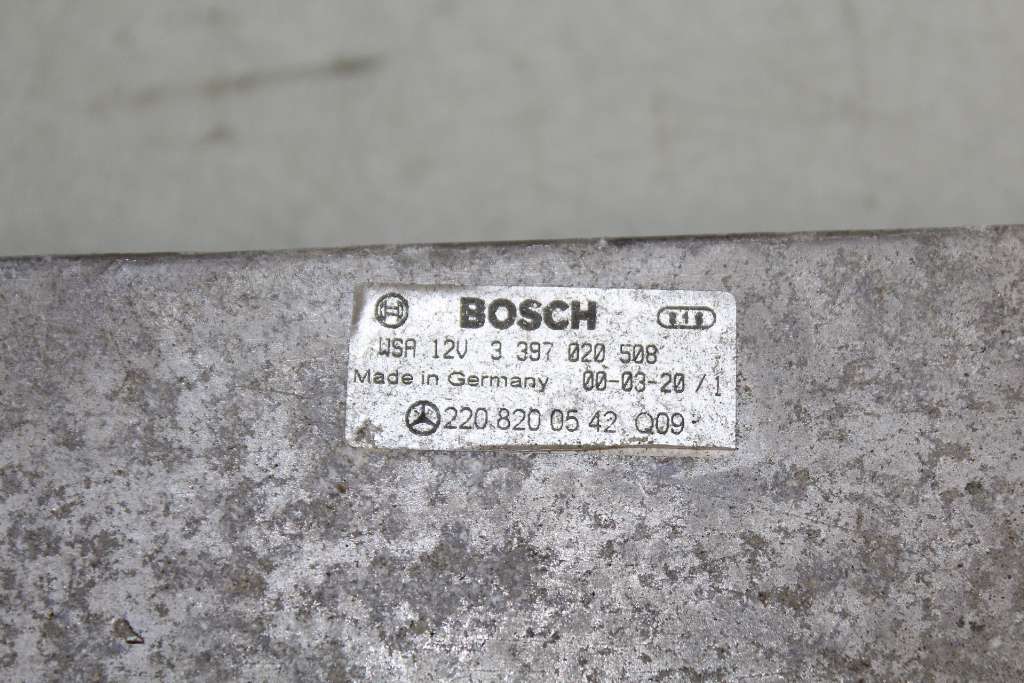 BOSCH
WSA 12V 3 397 020 508
Made in Germany 00-03-20 / 1
220 820 05 42 Q09